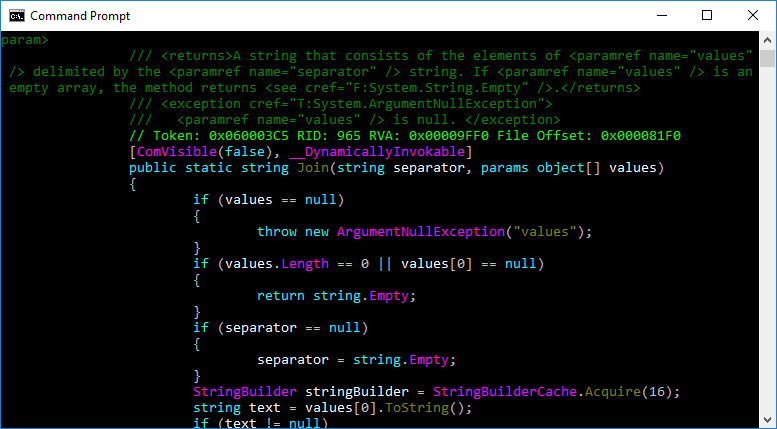 Command Prompt
param>
/// <returns>A string that consists of the elements of <paramref name="values"
/> delimited by the <paramref name="separator" /> string. If <paramref name="values" /> is an
empty array, the method returns <see cref="F:System.String.Empty" />.</returns>
/// <exception cref="T:System.ArgumentNullException">
///   <paramref name="values" /> is null. </exception>
// Token: 0x060003C5 RID: 965 RVA: 0x00009FF0 File Offset: 0x000081F0
[ComVisible(false), __DynamicallyInvokable]
public static string Join(string separator, params object[] values)
{
if (values == null)
{
throw new ArgumentNullException("values");
}
if (values.Length == 0 || values[0] == null)
{
return string.Empty;
}
if (separator == null)
{
separator = string.Empty;
}
StringBuilder stringBuilder = StringBuilderCache.Acquire(16);
string text = values[0].ToString();
if (text != null)